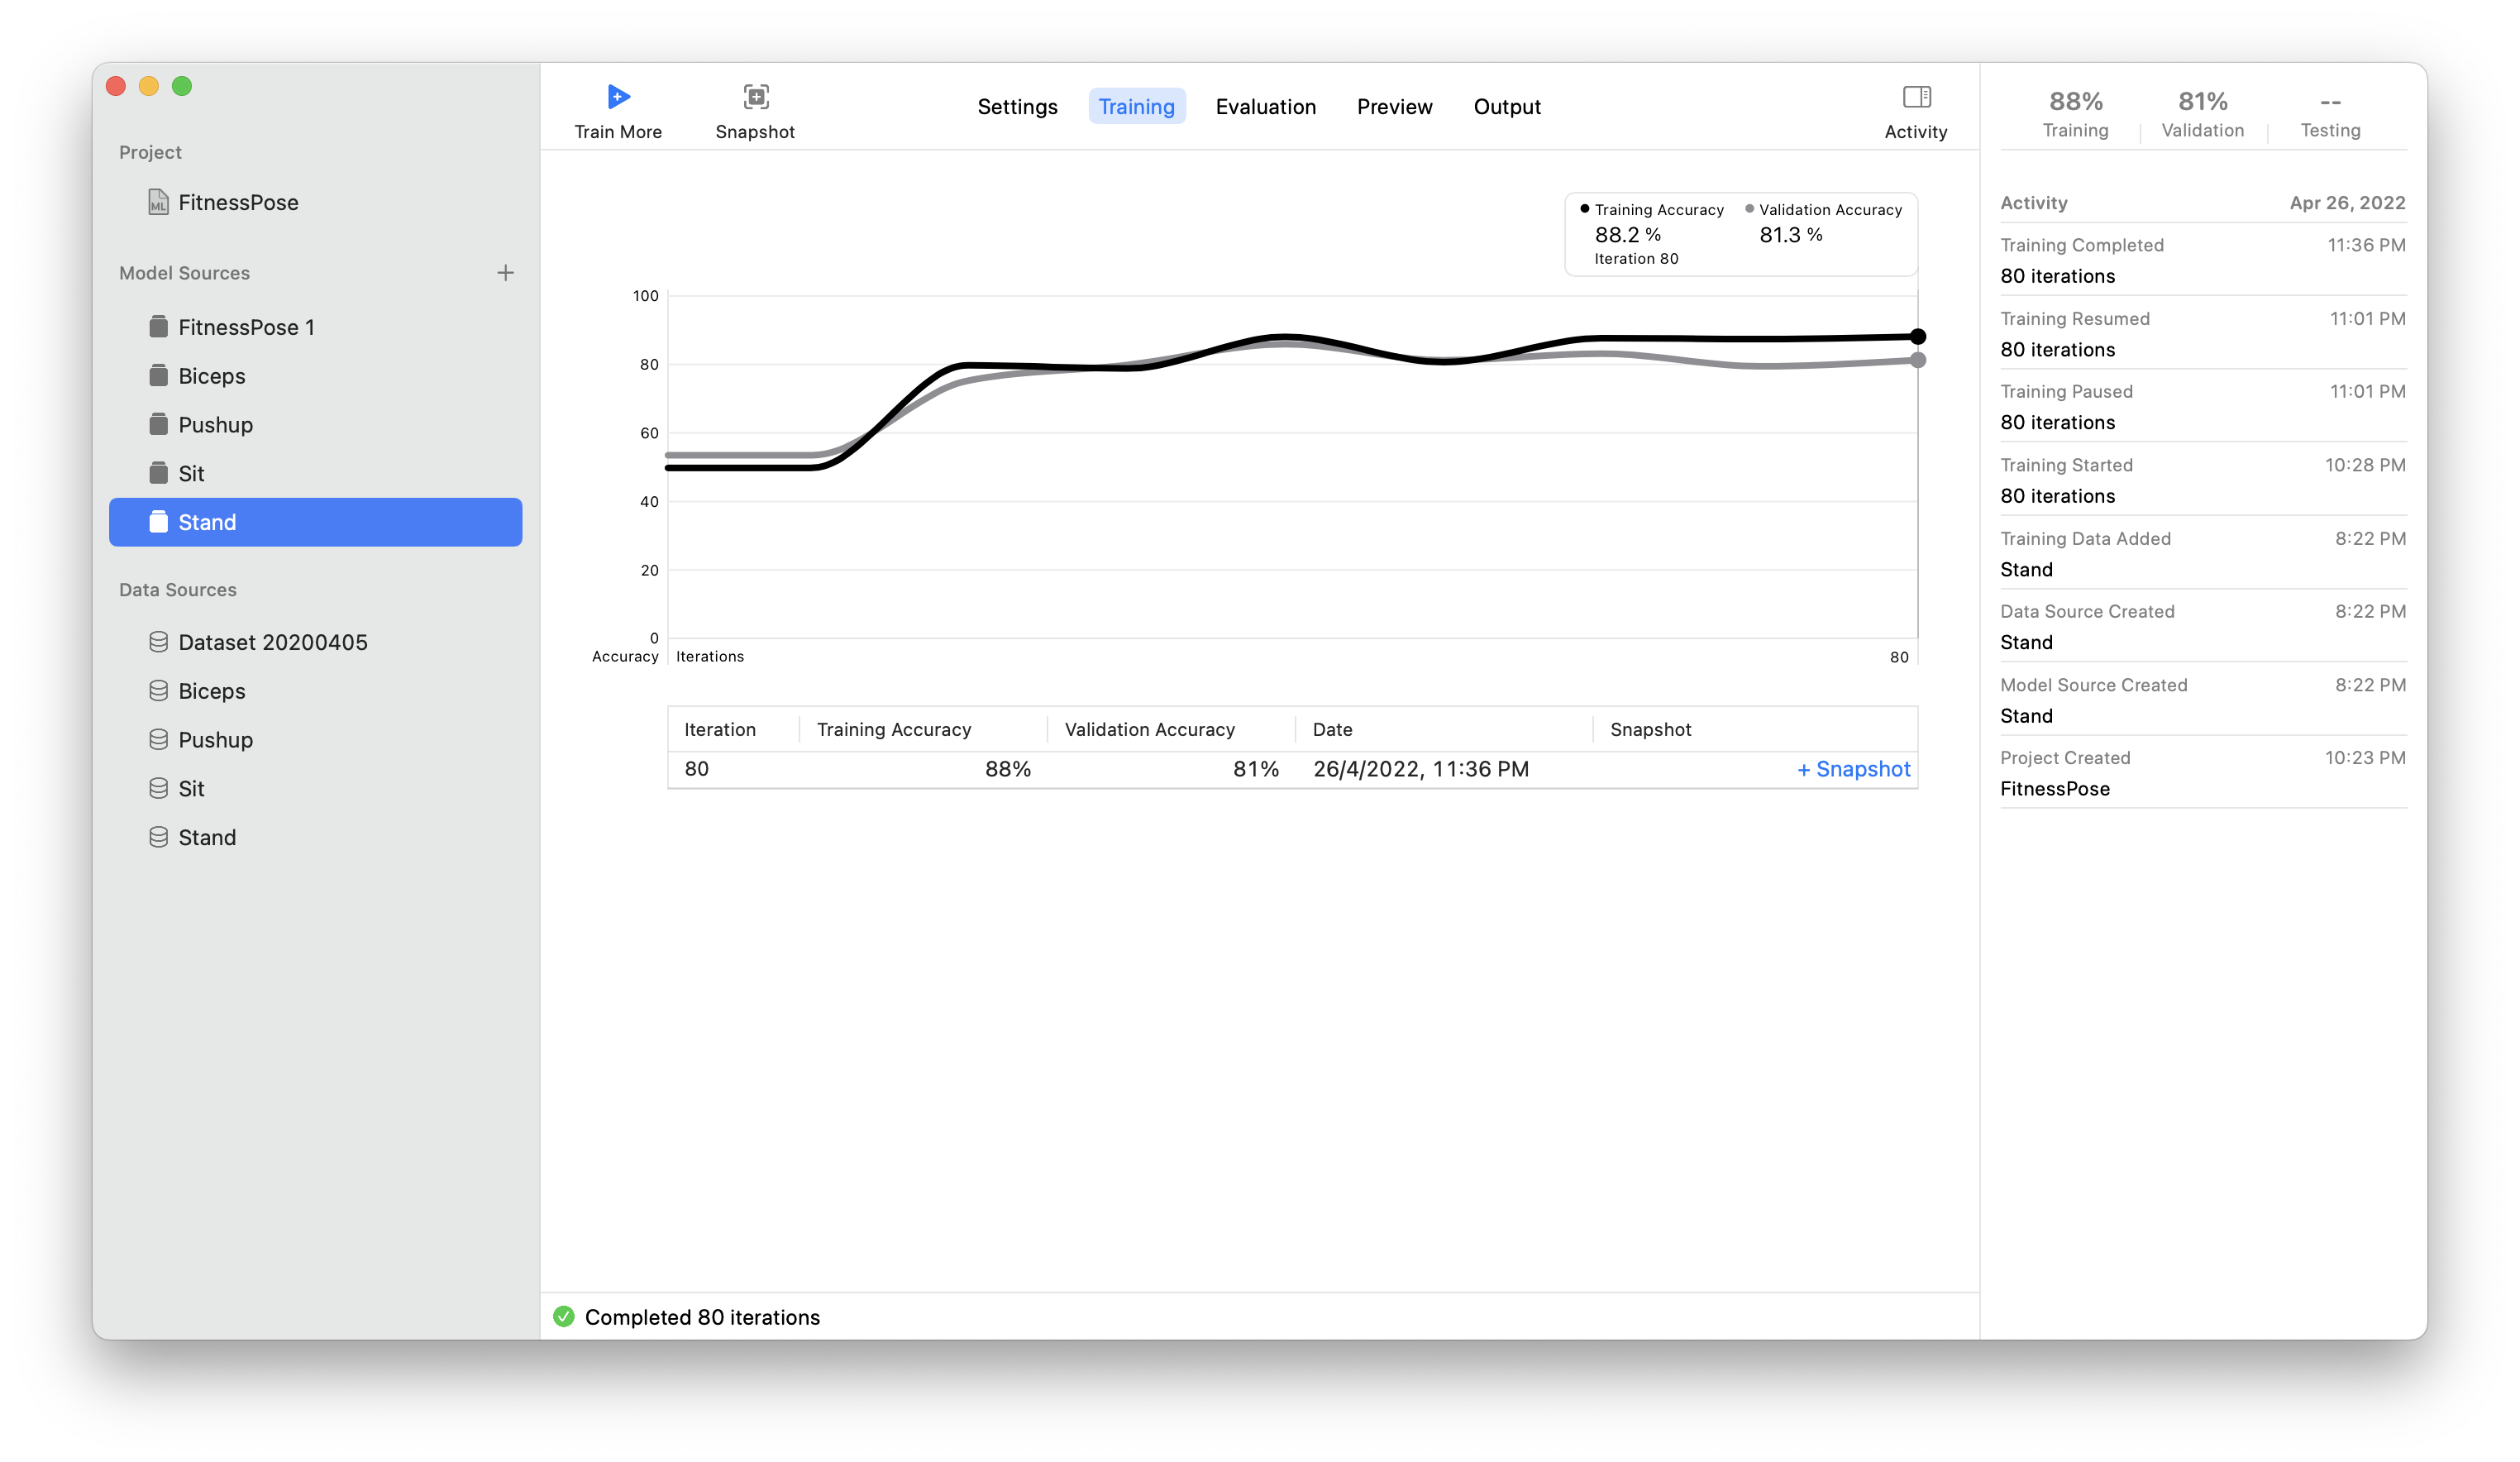 Project
FitnessPose
Model Sources
FitnessPose 1
Biceps
Pushup
Sit
Stand
Data Sources
Dataset 20200405
Biceps
Pushup
Sit
Stand
Train More
Snapshot
Settings
Training
Evaluation
Preview
Output
Activity
Training Accuracy
88.2 %
Iteration 80
Validation Accuracy
81.3 %
100
80
60
40
20
0
Accuracy
Iterations
80
Iteration Training Accuracy Validation Accuracy Date Snapshot
80 88% 81% 26/4/2022, 11:36 PM + Snapshot
Completed 80 iterations
88% 81% --
Training Validation Testing
Activity Apr 26, 2022
Training Completed 11:36 PM
80 iterations
Training Resumed 11:01 PM
80 iterations
Training Paused 11:01 PM
80 iterations
Training Started 10:28 PM
80 iterations
Training Data Added 8:22 PM
Stand
Data Source Created 8:22 PM
Stand
Model Source Created 8:22 PM
Stand
Project Created 10:23 PM
FitnessPose